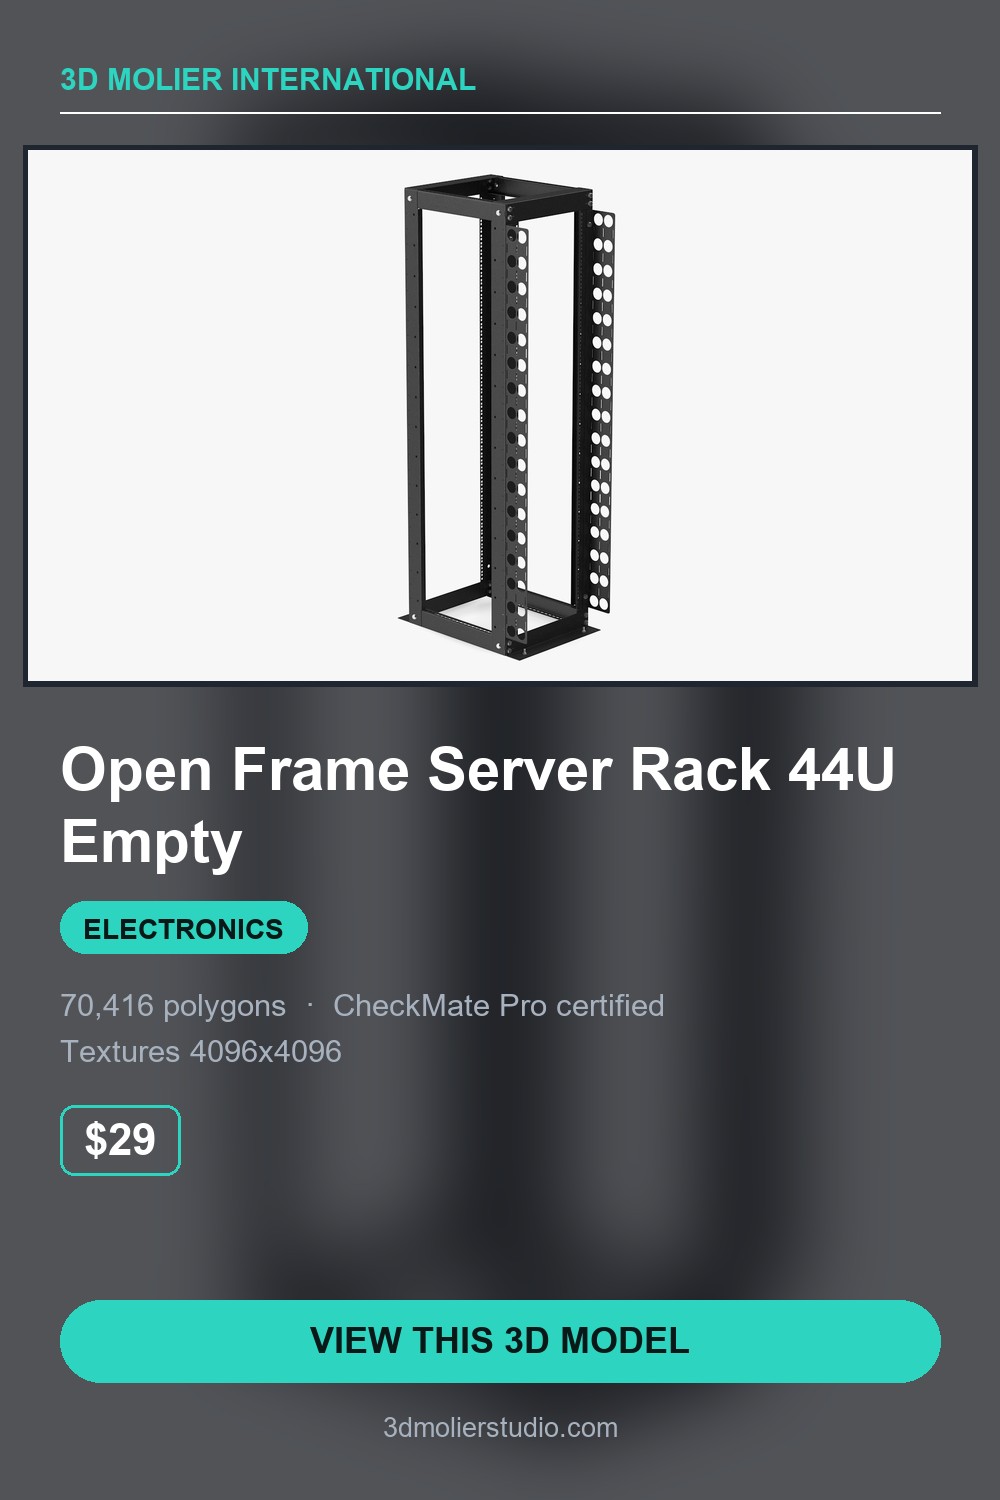 3D MOLIER INTERNATIONAL
Open Frame Server Rack 44U
Empty
ELECTRONICS
70,416 polygons · CheckMate Pro certified
Textures 4096x4096
$29
VIEW THIS 3D MODEL
3dmolierstudio.com